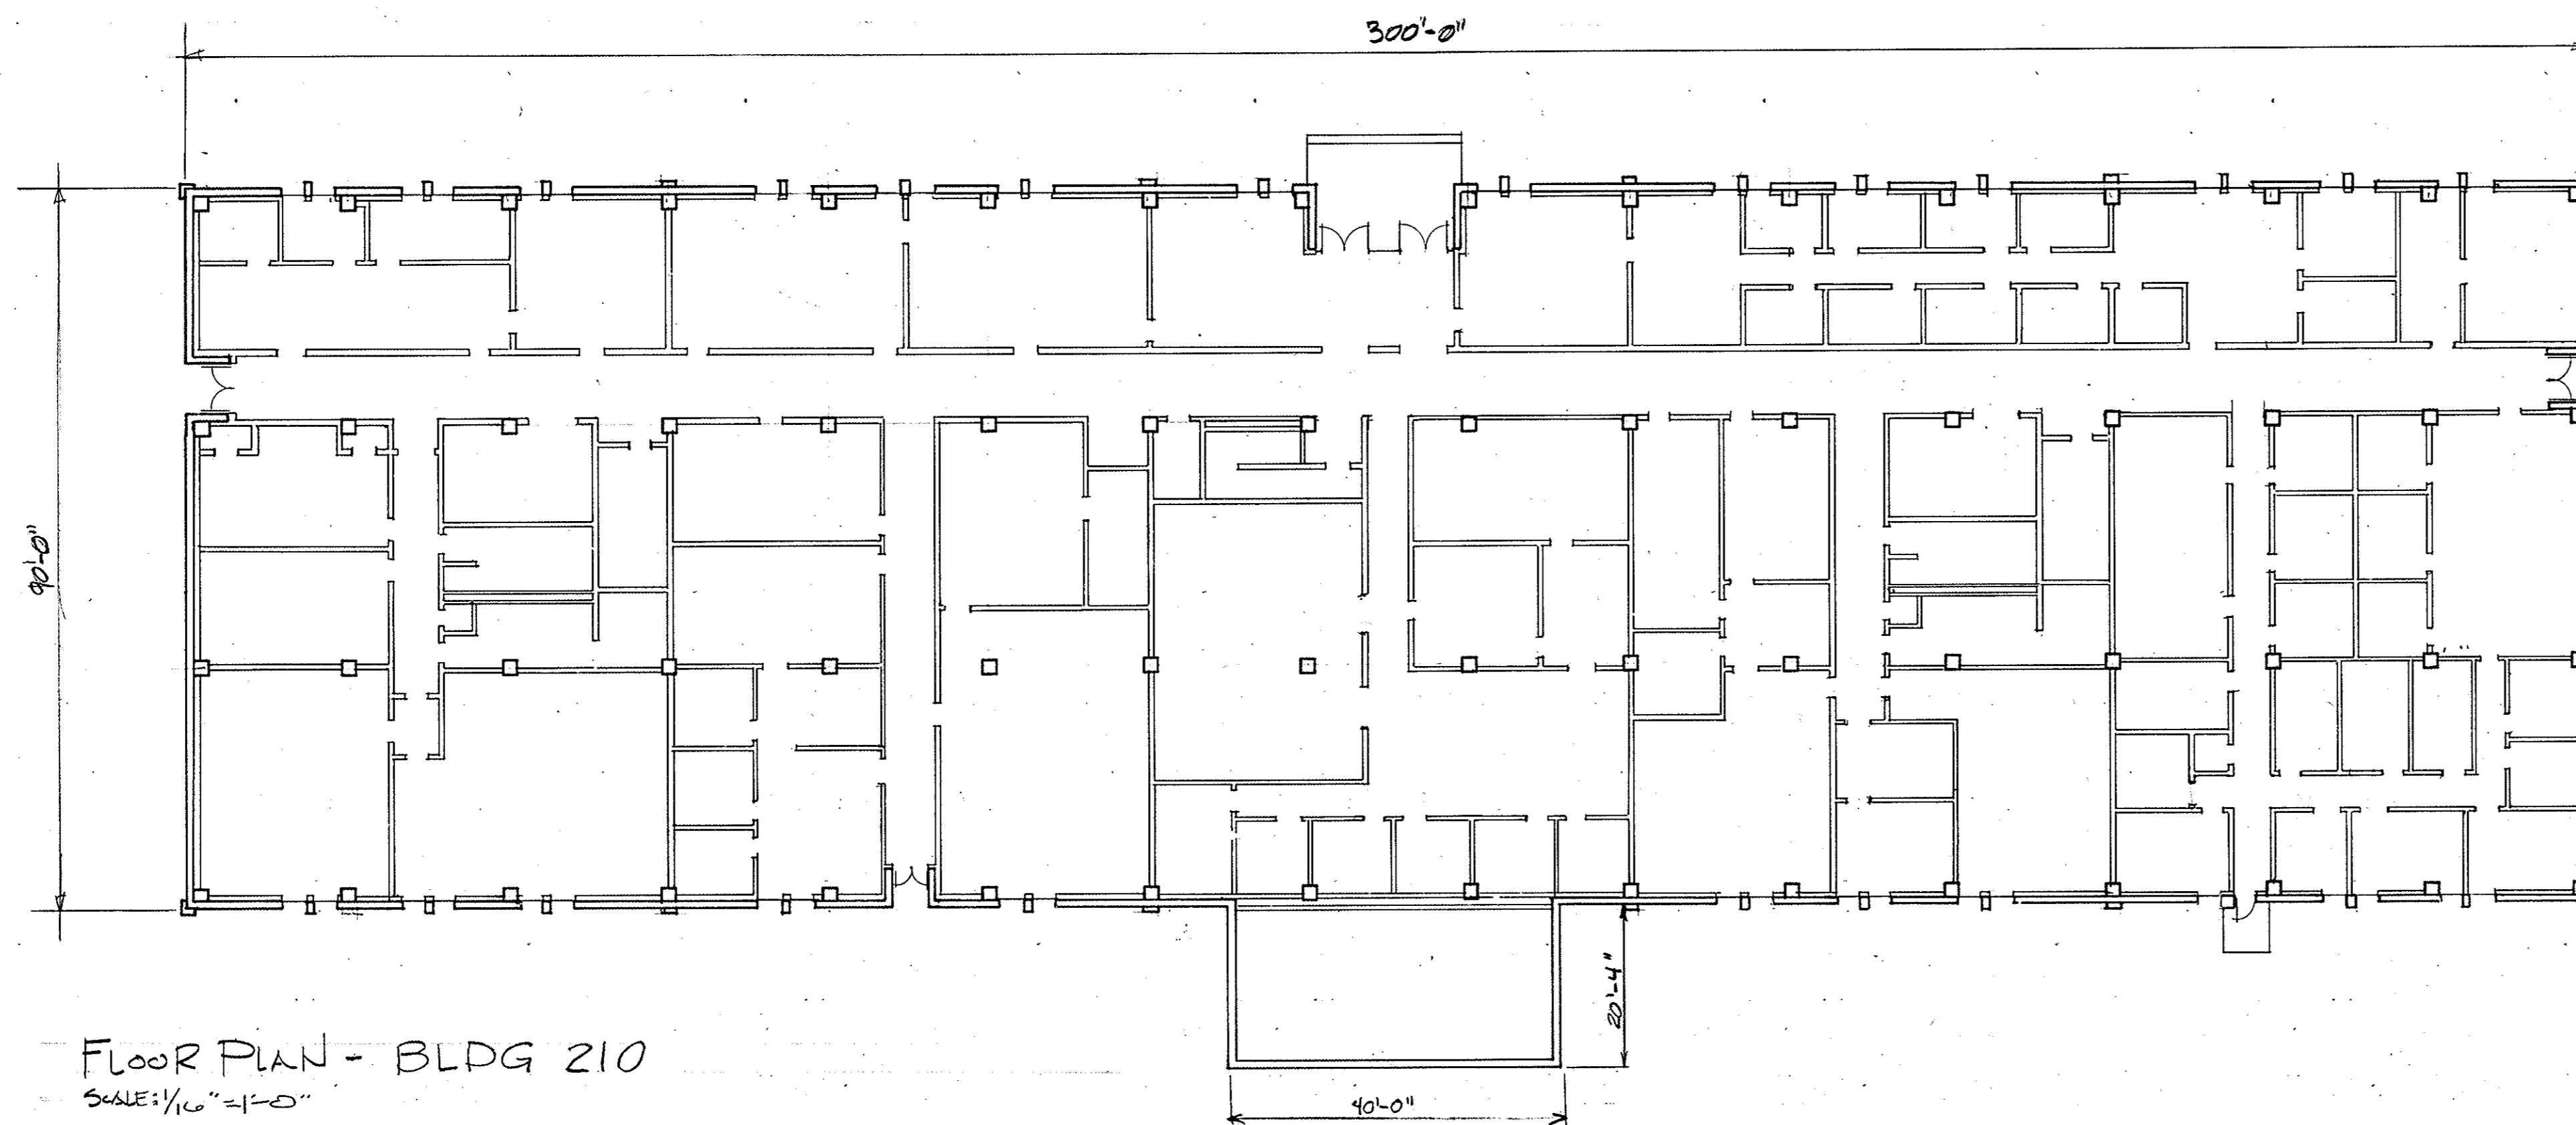 300'-0"
90'-0"
20'-4"
FLOOR PLAN - BLDG 210
SCALE: 1/16" = 1'-0"
40'-0"